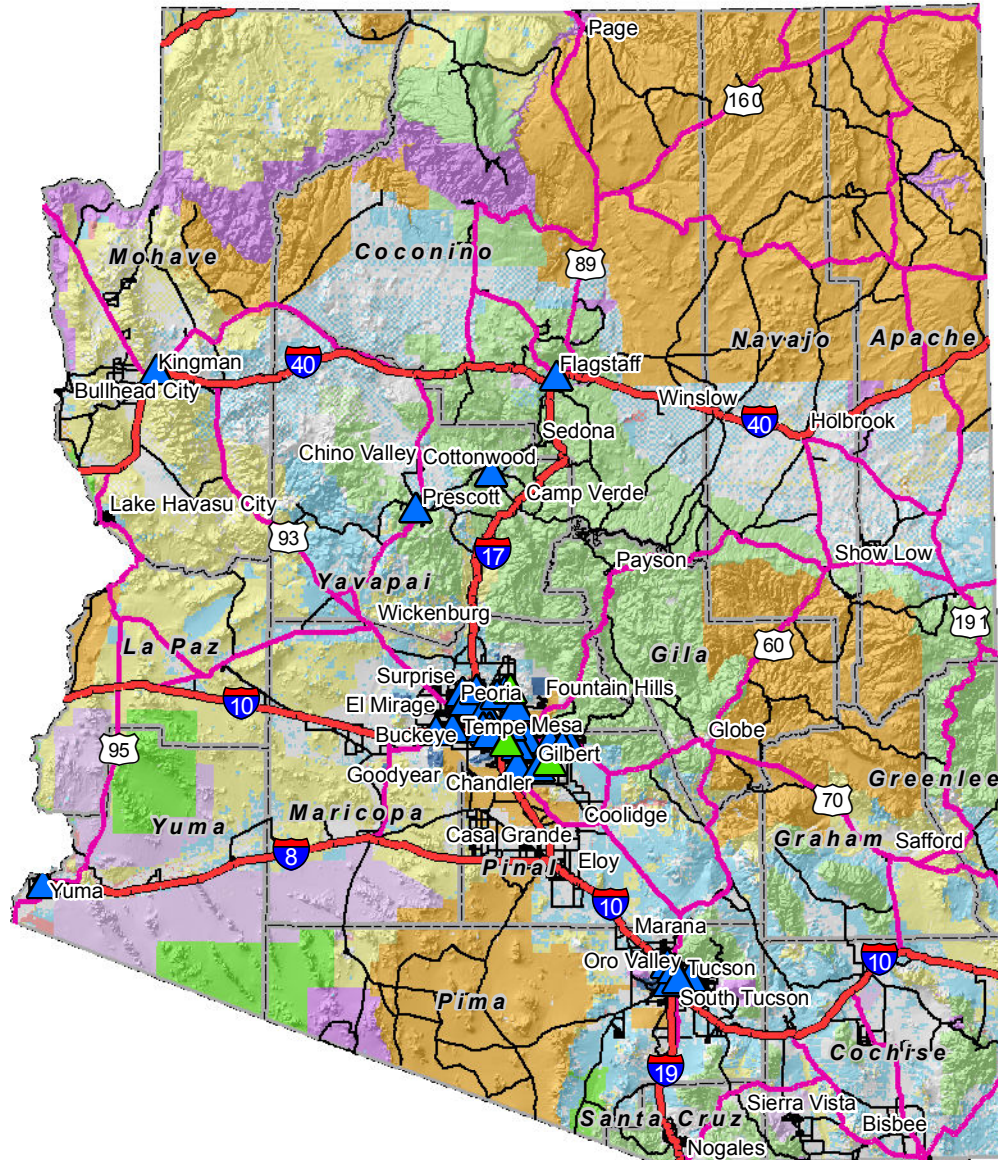 Page
160
Mohave
Coconino
89
Navajo
Apache
Kingman
40
Flagstaff
Bullhead City
Winslow
40
Holbrook
Sedona
Chino Valley
Cottonwood
Prescott
Camp Verde
Lake Havasu City
93
17
Payson
Show Low
Yavapai
Wickenburg
191
La Paz
60
Gila
Surprise
Peoria
Fountain Hills
El Mirage
10
Tempe
Mesa
Buckeye
Globe
95
Gilbert
Goodyear
Chandler
Greenlee
70
Yuma
Maricopa
Coolidge
Casa Grande
Graham
Safford
8
Pinal
Eloy
Yuma
10
Marana
Oro Valley
Tucson
10
Pima
South Tucson
Cochise
19
Santa Cruz
Sierra Vista
Bisbee
Nogales